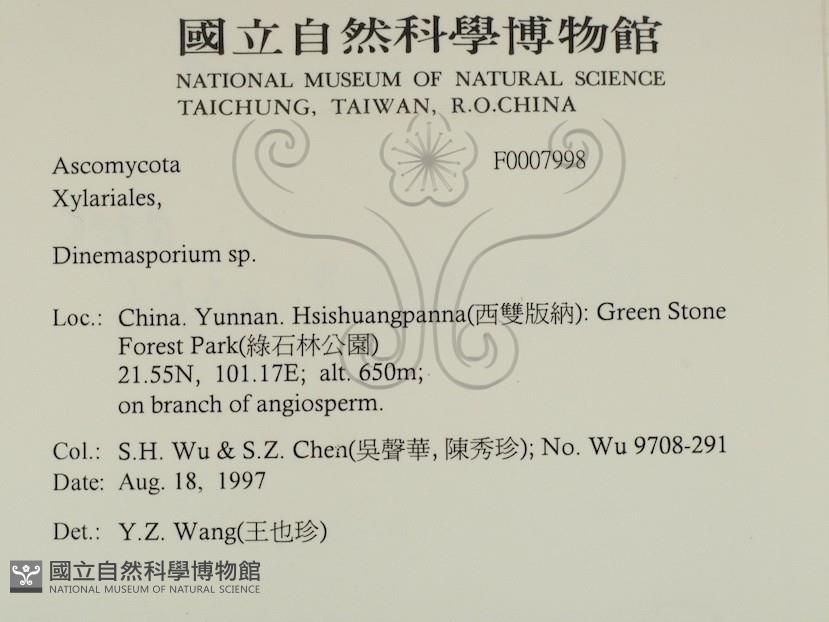 國立自然科學博物館
NATIONAL MUSEUM OF NATURAL SCIENCE
TAICHUNG, TAIWAN, R.O.CHINA
Ascomycota F0007998
Xylariales,
Dinemasporium sp.
Loc.: China. Yunnan. Hsishuangpanna(西雙版納): Green Stone
Forest Park(綠石林公園)
21.55N, 101.17E; alt. 650m;
on branch of angiosperm.
Col.: S.H. Wu & S.Z. Chen(吳聲華, 陳秀珍); No. Wu 9708-291
Date: Aug. 18, 1997
Det.: Y.Z. Wang(王也珍)
國立自然科學博物館
NATIONAL MUSEUM OF NATURAL SCIENCE